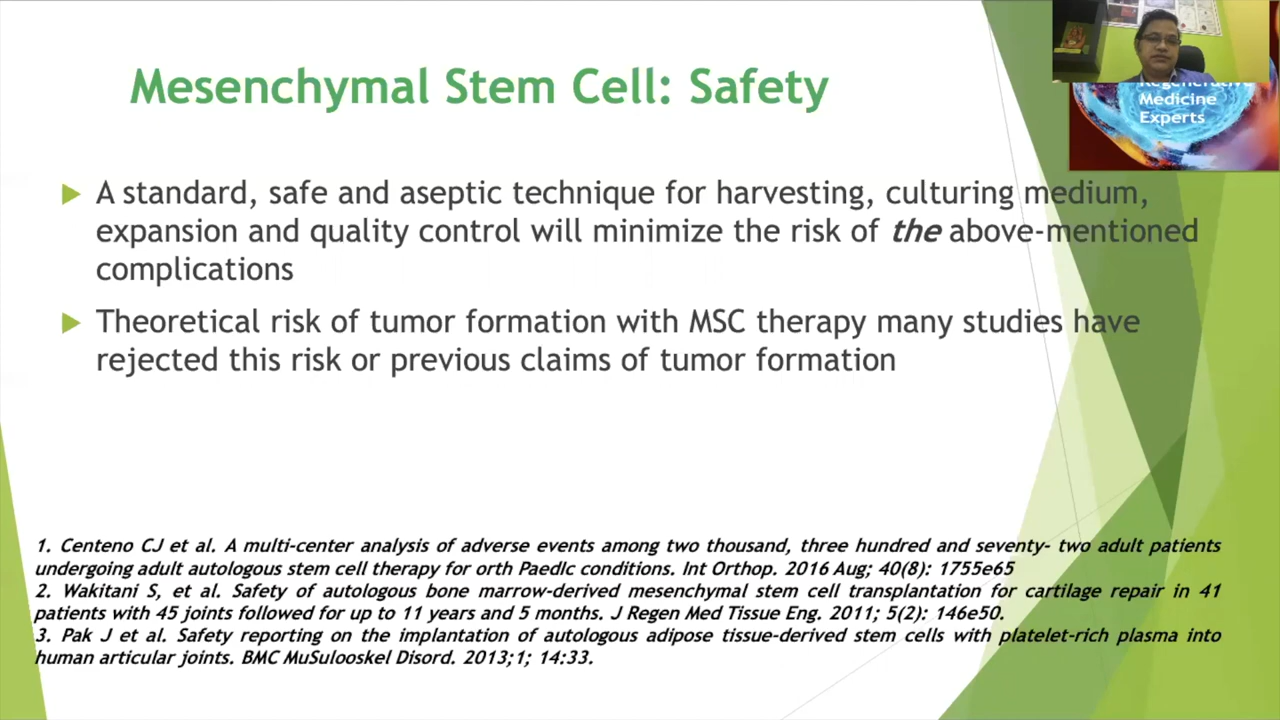 Mesenchymal Stem Cell: Safety
Medicine
Experts
A standard, safe and aseptic technique for harvesting, culturing medium,
expansion and quality control will minimize the risk of the above-mentioned
complications
Theoretical risk of tumor formation with MSC therapy many studies have
rejected this risk or previous claims of tumor formation
1. Centeno CJ et al. A multi-center analysis of adverse events among two thousand, three hundred and seventy- two adult patients
undergoing adult autologous stem cell therapy for orth PaedIc conditions. Int Orthop. 2016 Aug; 40(8): 1755e65
2. Wakitani S, et al. Safety of autologous bone marrow-derived mesenchymal stem cell transplantation for cartilage repair in 41
patients with 45 joints followed for up to 11 years and 5 months. J Regen Med Tissue Eng. 2011; 5(2): 146e50.
3. Pak J et al. Safety reporting on the implantation of autologous adipose tissue-derived stem cells with platelet-rich plasma into
human articular joints. BMC MuSulooskel Disord. 2013;1; 14:33.